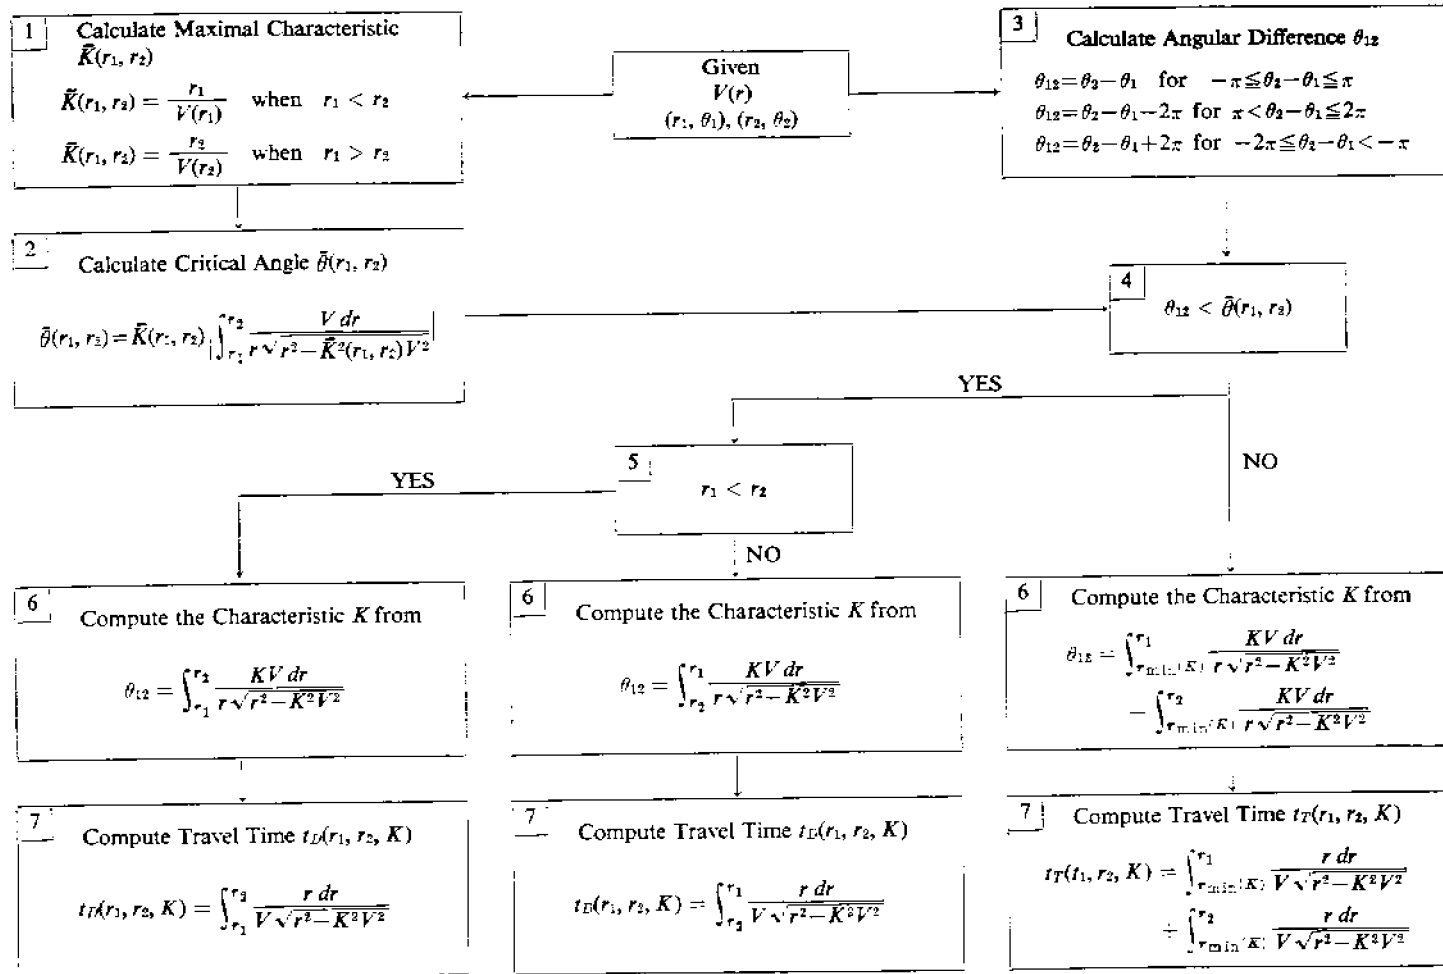 1
Calculate Maximal Characteristic
K̄(r₁, r₂)
K̄(r₁, r₂) = r₁ / V(r₁) when r₁ < r₂
K̄(r₁, r₂) = r₂ / V(r₂) when r₁ > r₂
Given
V(r)
(r₁, θ₁), (r₂, θ₂)
3
Calculate Angular Difference θ₁₂
θ₁₂=θ₂−θ₁ for −π≦θ₂−θ₁≦π
θ₁₂=θ₂−θ₁−2π for π<θ₂−θ₁≦2π
θ₁₂=θ₂−θ₁+2π for −2π≦θ₂−θ₁<−π
2
Calculate Critical Angle θ̄(r₁, r₂)
θ̄(r₁, r₂) = K̄(r₁, r₂) |∫_{r₁}^{r₂} V dr / (r√(r²−K̄²(r₁, r₂)V²))|
4
θ₁₂ < θ̄(r₁, r₂)
YES
NO
5
r₁ < r₂
YES
NO
6
Compute the Characteristic K from
θ₁₂ = ∫_{r₁}^{r₂} KV dr / (r√(r²−K²V²))
6
Compute the Characteristic K from
θ₁₂ = ∫_{r₂}^{r₁} KV dr / (r√(r²−K²V²))
6
Compute the Characteristic K from
θ₁₂ = ∫_{r_min(K)}^{r₁} KV dr / (r√(r²−K²V²))
− ∫_{r_min(K)}^{r₂} KV dr / (r√(r²−K²V²))
7
Compute Travel Time t_D(r₁, r₂, K)
t_D(r₁, r₂, K) = ∫_{r₁}^{r₂} r dr / (V√(r²−K²V²))
7
Compute Travel Time t_D(r₁, r₂, K)
t_D(r₁, r₂, K) = ∫_{r₂}^{r₁} r dr / (V√(r²−K²V²))
7
Compute Travel Time t_T(r₁, r₂, K)
t_T(t₁, r₂, K) = ∫_{r_min(K)}^{r₁} r dr / (V√(r²−K²V²))
+ ∫_{r_min(K)}^{r₂} r dr / (V√(r²−K²V²))